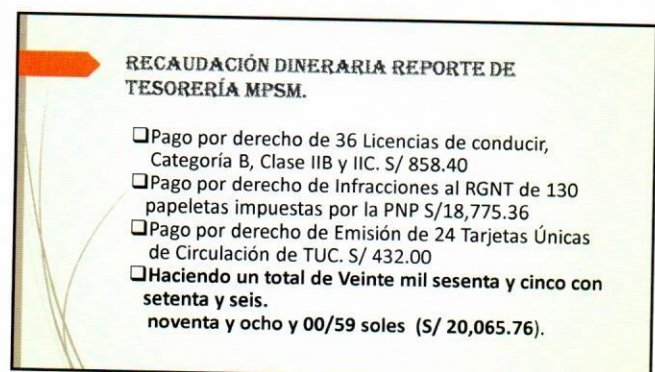 RECAUDACIÓN DINERARIA REPORTE DE
TESORERÍA MPSM.
❑Pago por derecho de 36 Licencias de conducir,
Categoría B, Clase IIB y IIC. S/ 858.40
❑Pago por derecho de Infracciones al RGNT de 130
papeletas impuestas por la PNP S/18,775.36
❑Pago por derecho de Emisión de 24 Tarjetas Únicas
de Circulación de TUC. S/ 432.00
❑Haciendo un total de Veinte mil sesenta y cinco con
setenta y seis.
noventa y ocho y 00/59 soles (S/ 20,065.76).